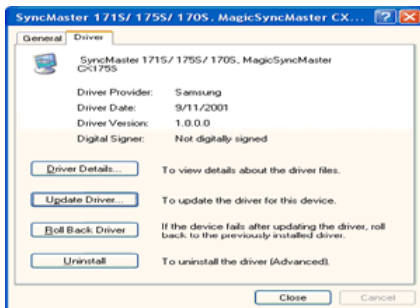 SyncMaster 171S/ 175S/ 170S, MagicSyncMaster CX...
General
Driver
SyncMaster 171S/ 175S/ 170S, MagicSyncMaster
CX175S
Driver Provider: Samsung
Driver Date: 9/11/2001
Driver Version: 1.0.0.0
Digital Signer: Not digitally signed
Driver Details... To view details about the driver files.
Update Driver... To update the driver for this device.
Roll Back Driver If the device fails after updating the driver, roll
back to the previously installed driver.
Uninstall To uninstall the driver (Advanced).
Close Cancel